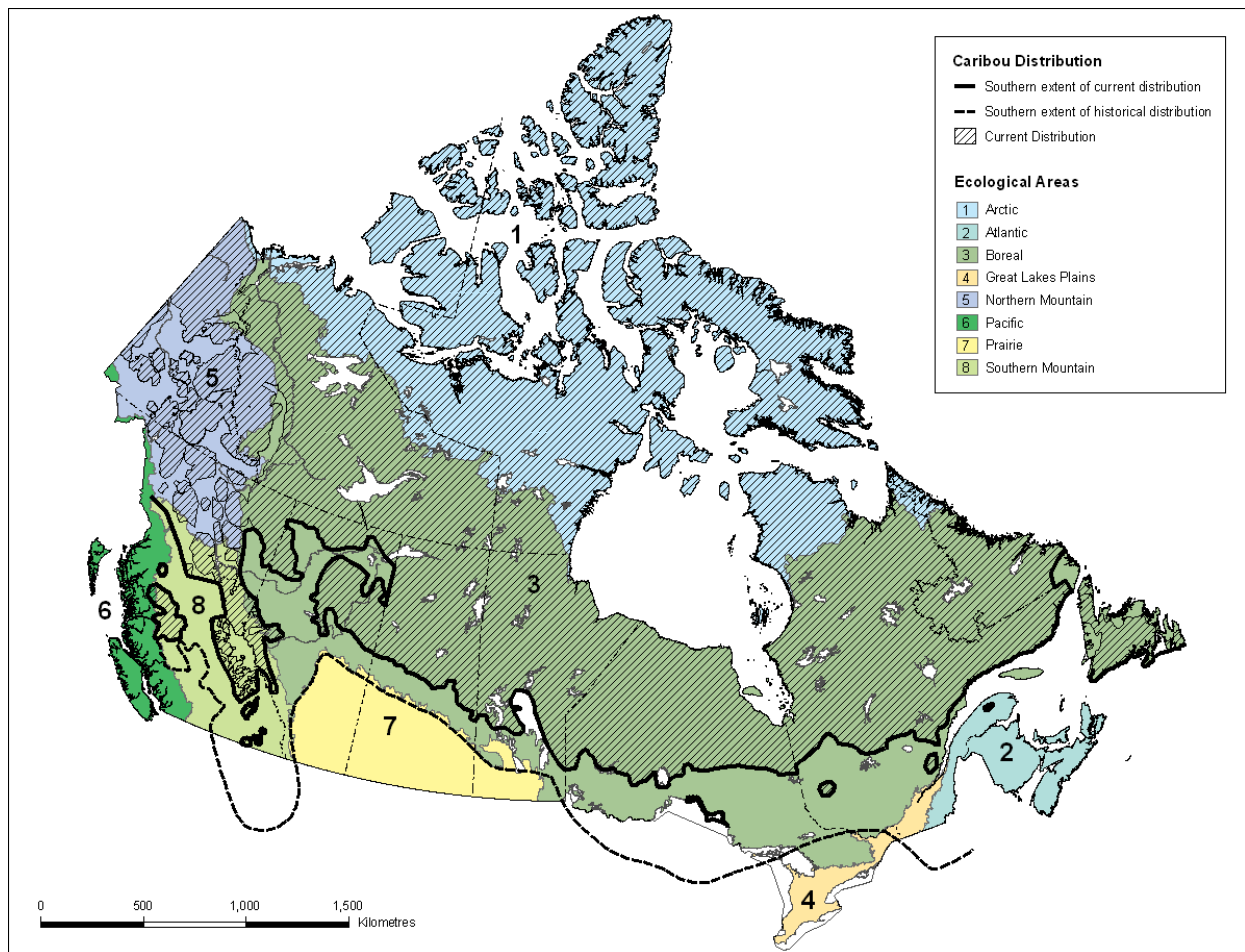 Caribou Distribution
Southern extent of current distribution
Southern extent of historical distribution
Current Distribution
Ecological Areas
1 Arctic
2 Atlantic
3 Boreal
4 Great Lakes Plains
5 Northern Mountain
6 Pacific
7 Prairie
8 Southern Mountain
1
5
3
8
6
7
2
4
0 500 1,000 1,500
Kilometres